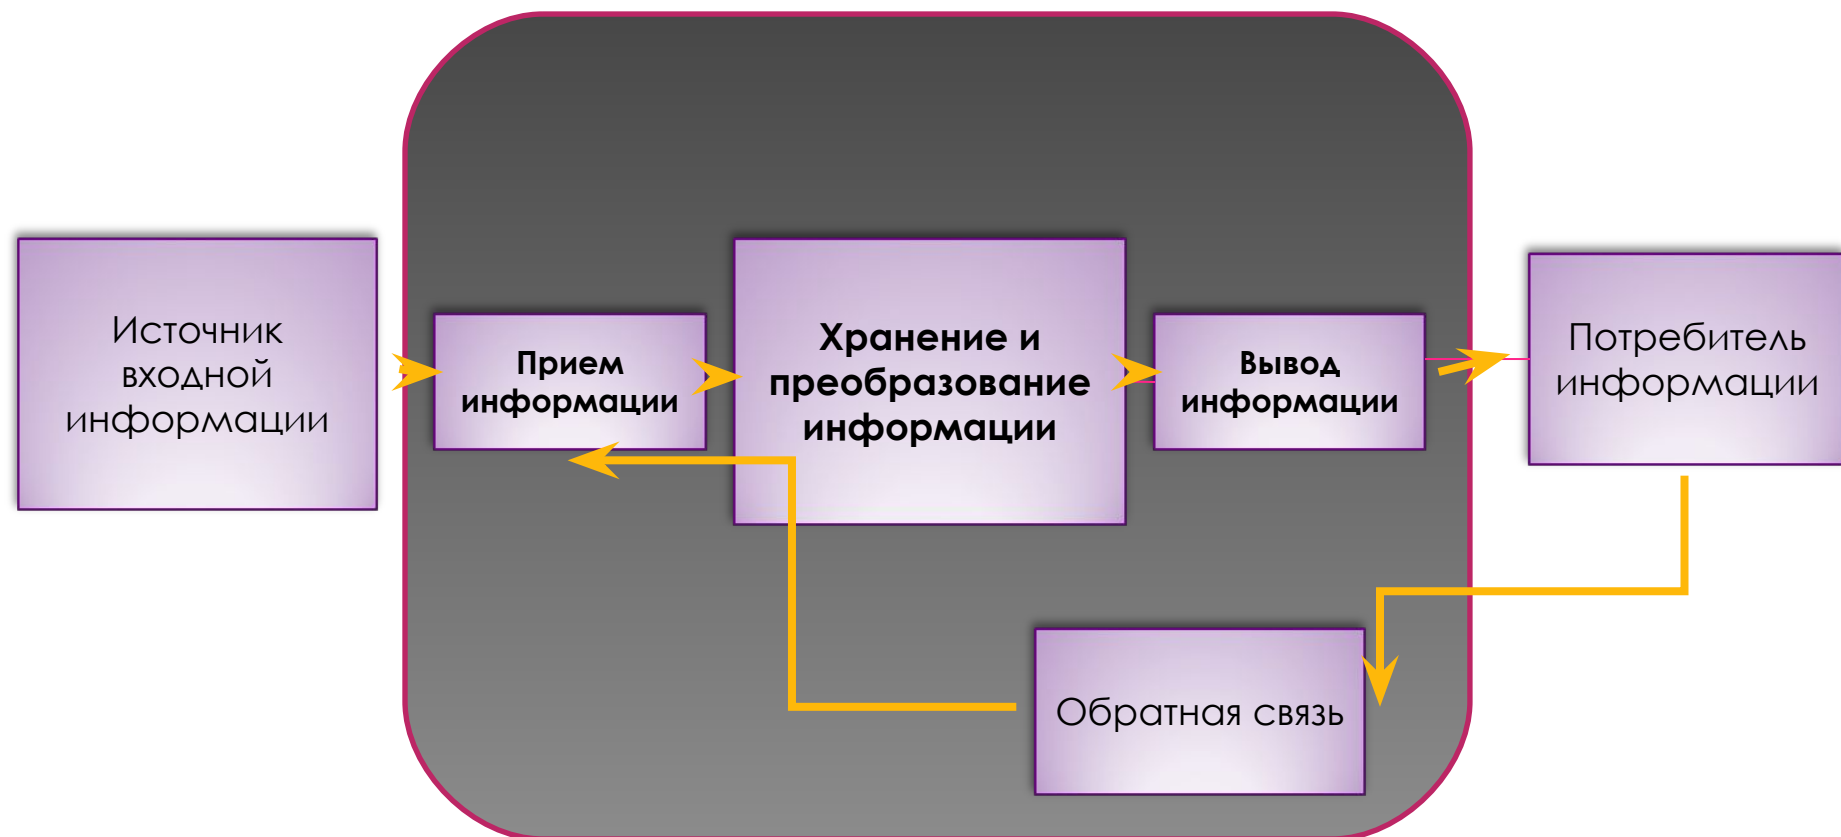 Источник
входной
информации
Прием
информации
Хранение и
преобразование
информации
Вывод
информации
Потребитель
информации
Обратная связь